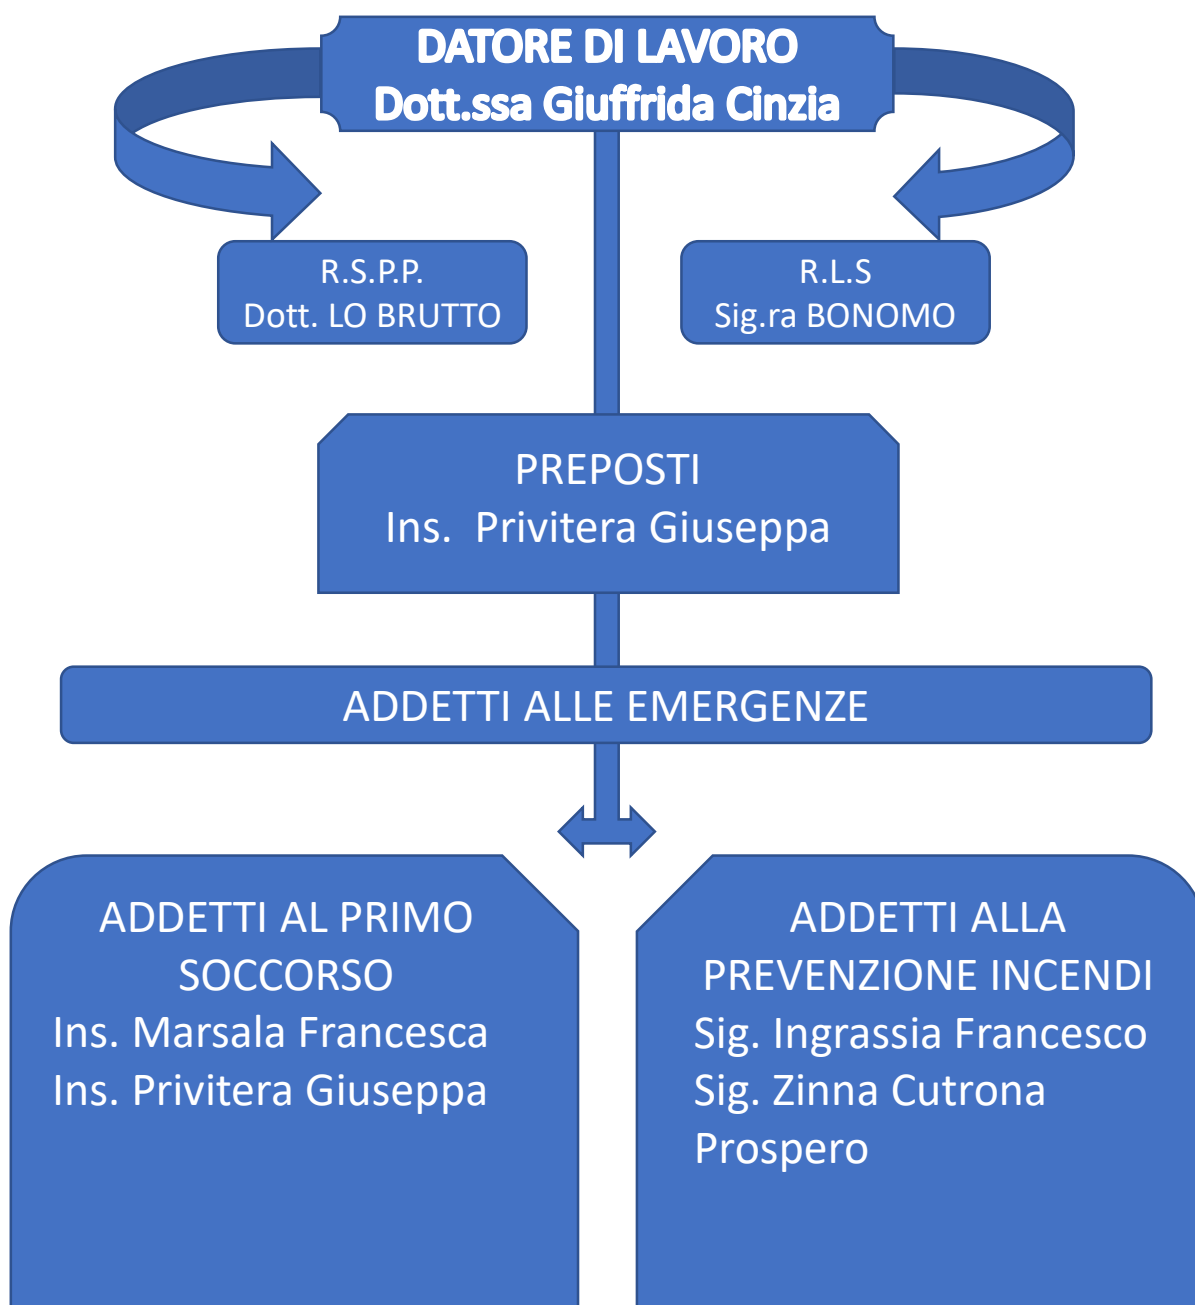 DATORE DI LAVORO
Dott.ssa Giuffrida Cinzia
R.S.P.P.
Dott. LO BRUTTO
R.L.S
Sig.ra BONOMO
PREPOSTI
Ins.  Privitera Giuseppa
ADDETTI ALLE EMERGENZE
ADDETTI AL PRIMO
SOCCORSO
Ins. Marsala Francesca
Ins. Privitera Giuseppa
ADDETTI ALLA
PREVENZIONE INCENDI
Sig. Ingrassia Francesco
Sig. Zinna Cutrona
Prospero